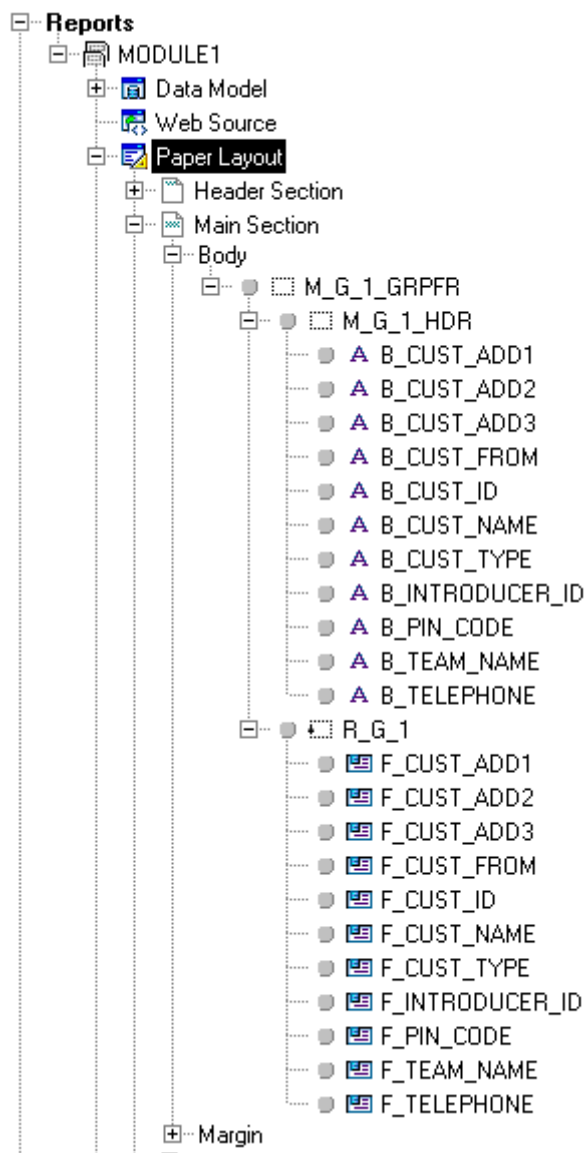 Reports
MODULE1
Data Model
Web Source
Paper Layout
Header Section
Main Section
Body
M_G_1_GRPFR
M_G_1_HDR
A B_CUST_ADD1
A B_CUST_ADD2
A B_CUST_ADD3
A B_CUST_FROM
A B_CUST_ID
A B_CUST_NAME
A B_CUST_TYPE
A B_INTRODUCER_ID
A B_PIN_CODE
A B_TEAM_NAME
A B_TELEPHONE
R_G_1
F_CUST_ADD1
F_CUST_ADD2
F_CUST_ADD3
F_CUST_FROM
F_CUST_ID
F_CUST_NAME
F_CUST_TYPE
F_INTRODUCER_ID
F_PIN_CODE
F_TEAM_NAME
F_TELEPHONE
Margin